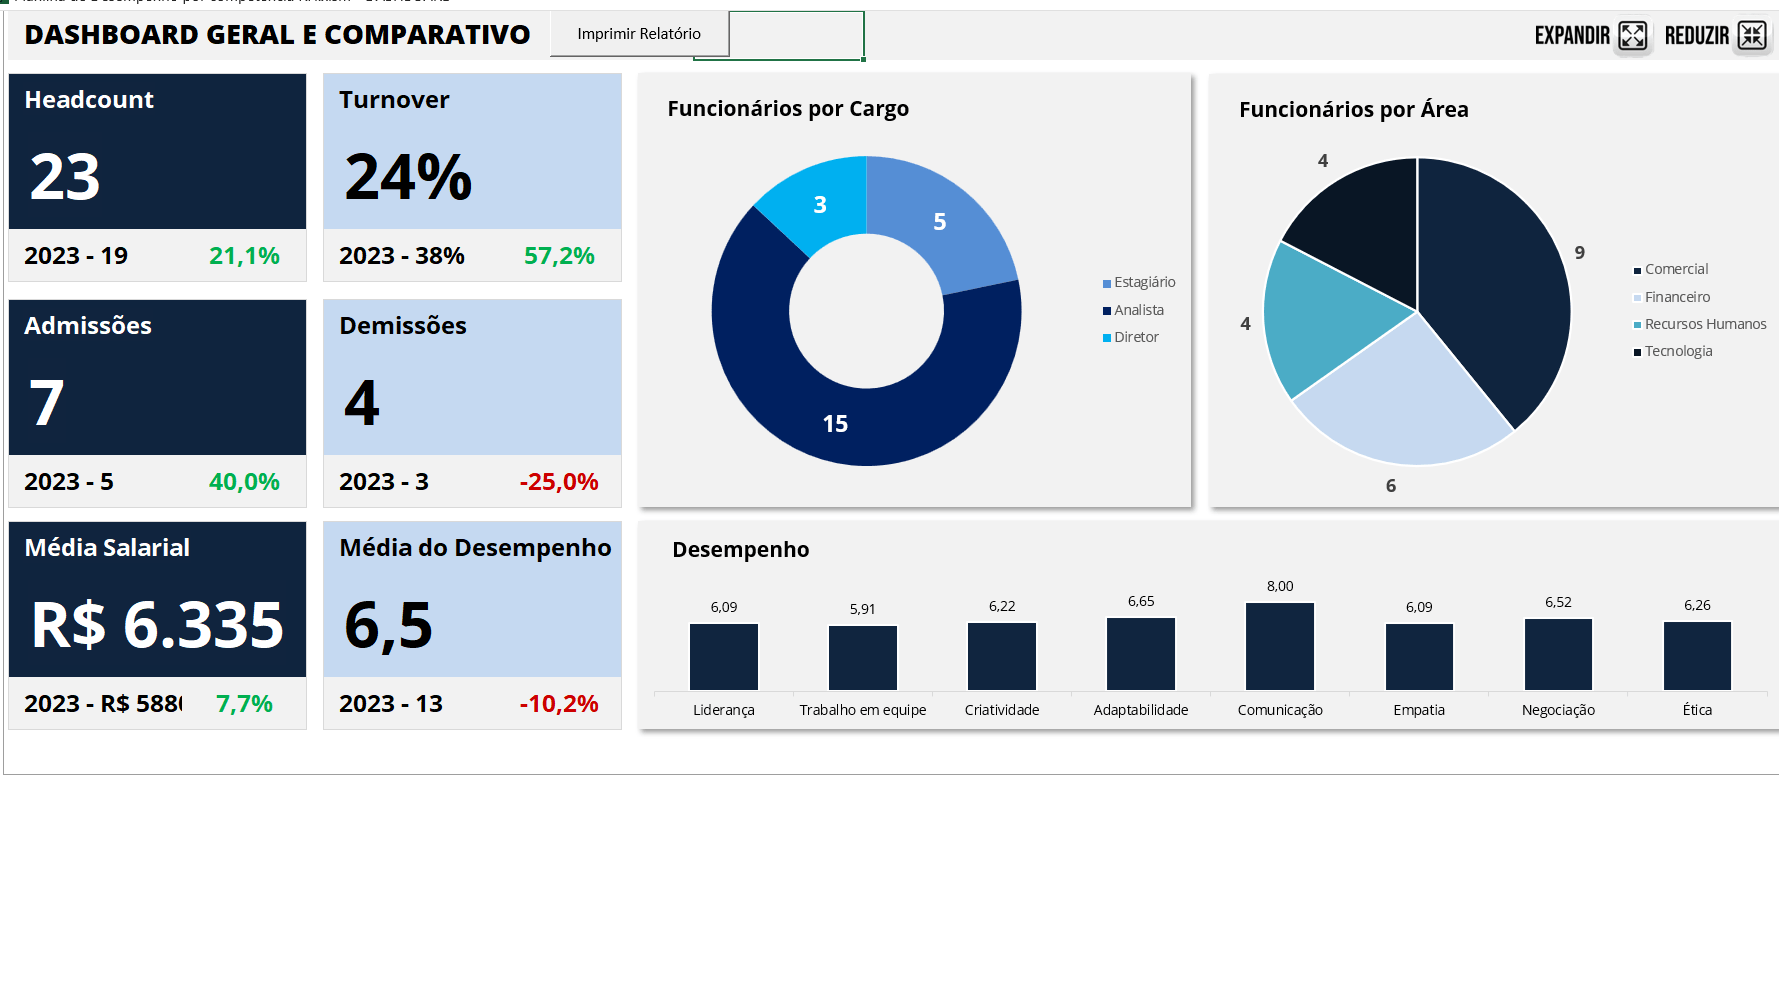 DASHBOARD GERAL E COMPARATIVO
Imprimir Relatório
EXPANDIR
REDUZIR
Headcount
23
2023 - 19
21,1%
Turnover
24%
2023 - 38%
57,2%
Admissões
7
2023 - 5
40,0%
Demissões
4
2023 - 3
-25,0%
Média Salarial
R$ 6.335
2023 - R$ 588
7,7%
Média do Desempenho
6,5
2023 - 13
-10,2%
Funcionários por Cargo
3
5
15
Estagiário
Analista
Diretor
Funcionários por Área
4
9
4
6
Comercial
Financeiro
Recursos Humanos
Tecnologia
Desempenho
6,09
5,91
6,22
6,65
8,00
6,09
6,52
6,26
Liderança
Trabalho em equipe
Criatividade
Adaptabilidade
Comunicação
Empatia
Negociação
Ética